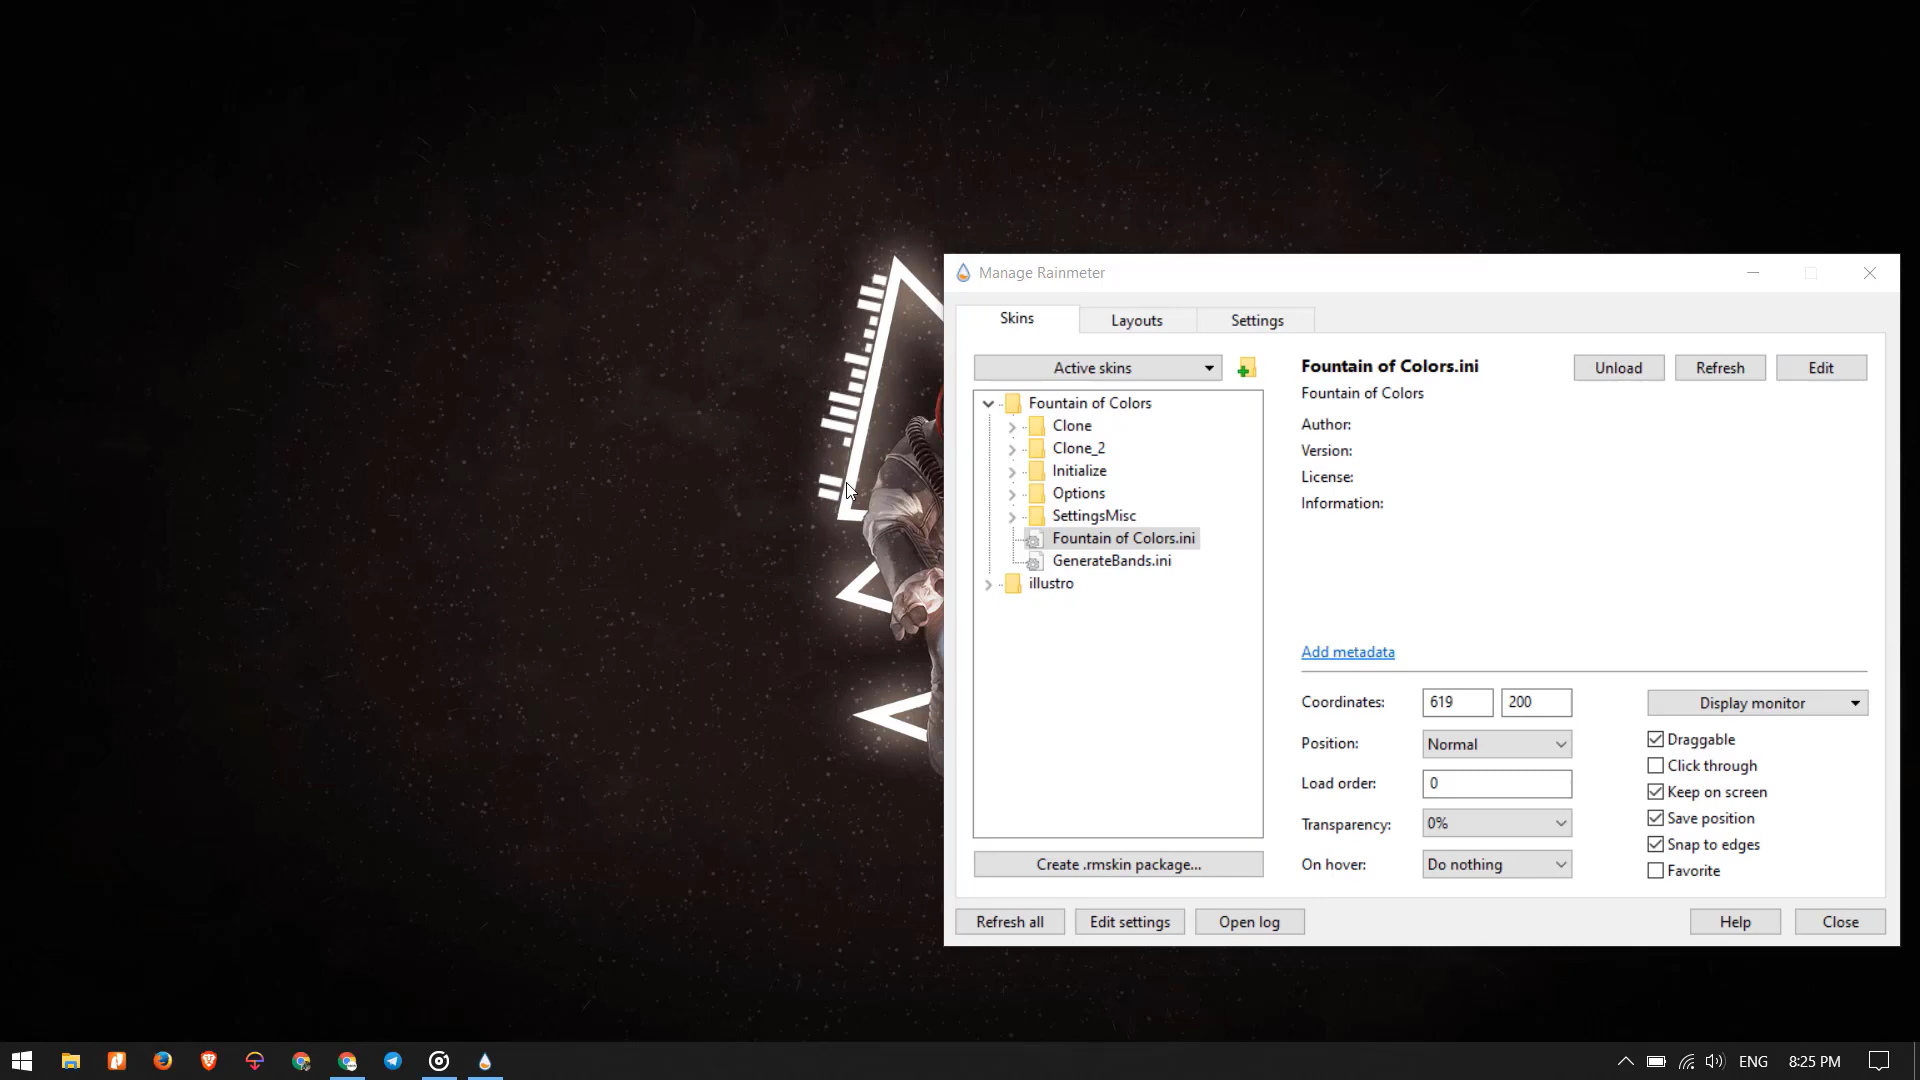 Manage Rainmeter
Skins
Layouts
Settings
Active skins
Fountain of Colors
Clone
Clone_2
Initialize
Options
SettingsMisc
Fountain of Colors.ini
GenerateBands.ini
illustro
Create .rmskin package...
Fountain of Colors.ini
Unload
Refresh
Edit
Fountain of Colors
Author:
Version:
License:
Information:
Add metadata
Coordinates:
619
200
Display monitor
Position:
Normal
Load order:
0
Transparency:
0%
On hover:
Do nothing
Draggable
Click through
Keep on screen
Save position
Snap to edges
Favorite
Refresh all
Edit settings
Open log
Help
Close
ENG
8:25 PM